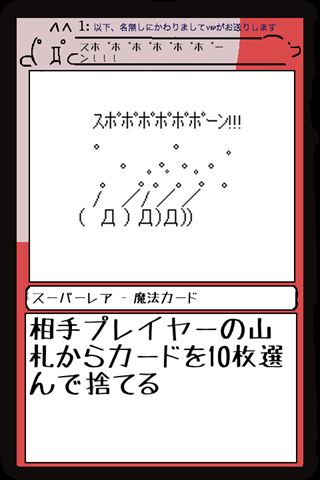 1: 以下、名無しにかわりましてVIPがお送りします
スポポポポポポーン！！！
スポポポポポポーン!!!
( Д ) Д)Д))
スーパーレア - 魔法カード
相手プレイヤーの山
札からカードを10枚選
んで捨てる